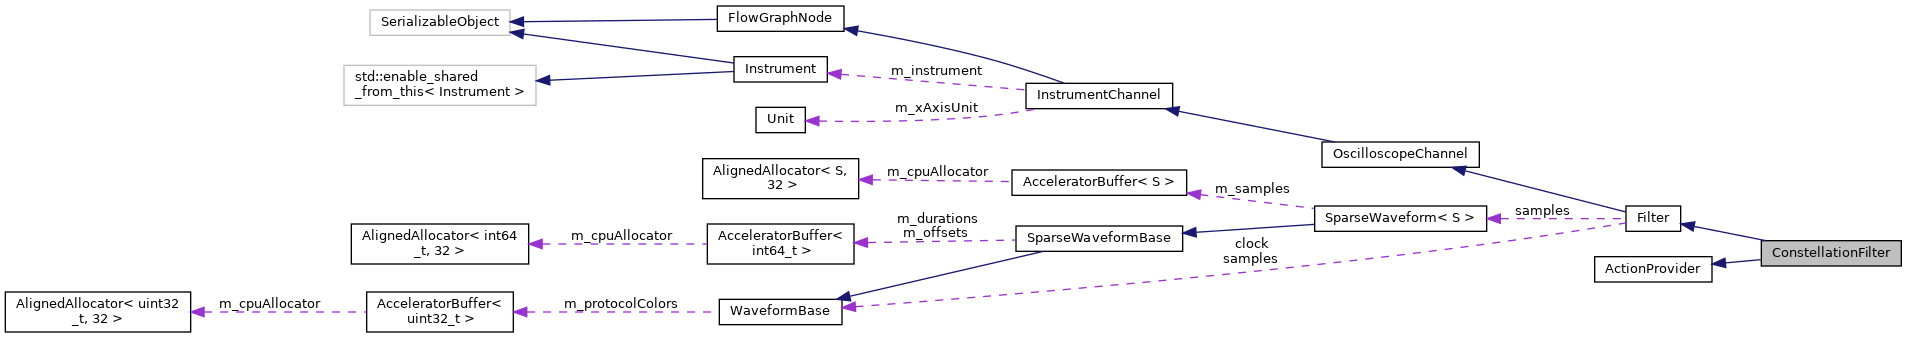 SerializableObject
FlowGraphNode
std::enable_shared
_from_this< Instrument >
Instrument
m_instrument
InstrumentChannel
Unit
m_xAxisUnit
OscilloscopeChannel
AlignedAllocator< S,
32 >
m_cpuAllocator
AcceleratorBuffer< S >
m_samples
SparseWaveform< S >
samples
Filter
AlignedAllocator< int64
_t, 32 >
m_cpuAllocator
AcceleratorBuffer<
int64_t >
m_durations
m_offsets
SparseWaveformBase
clock
samples
ConstellationFilter
ActionProvider
AlignedAllocator< uint32
_t, 32 >
m_cpuAllocator
AcceleratorBuffer<
uint32_t >
m_protocolColors
WaveformBase